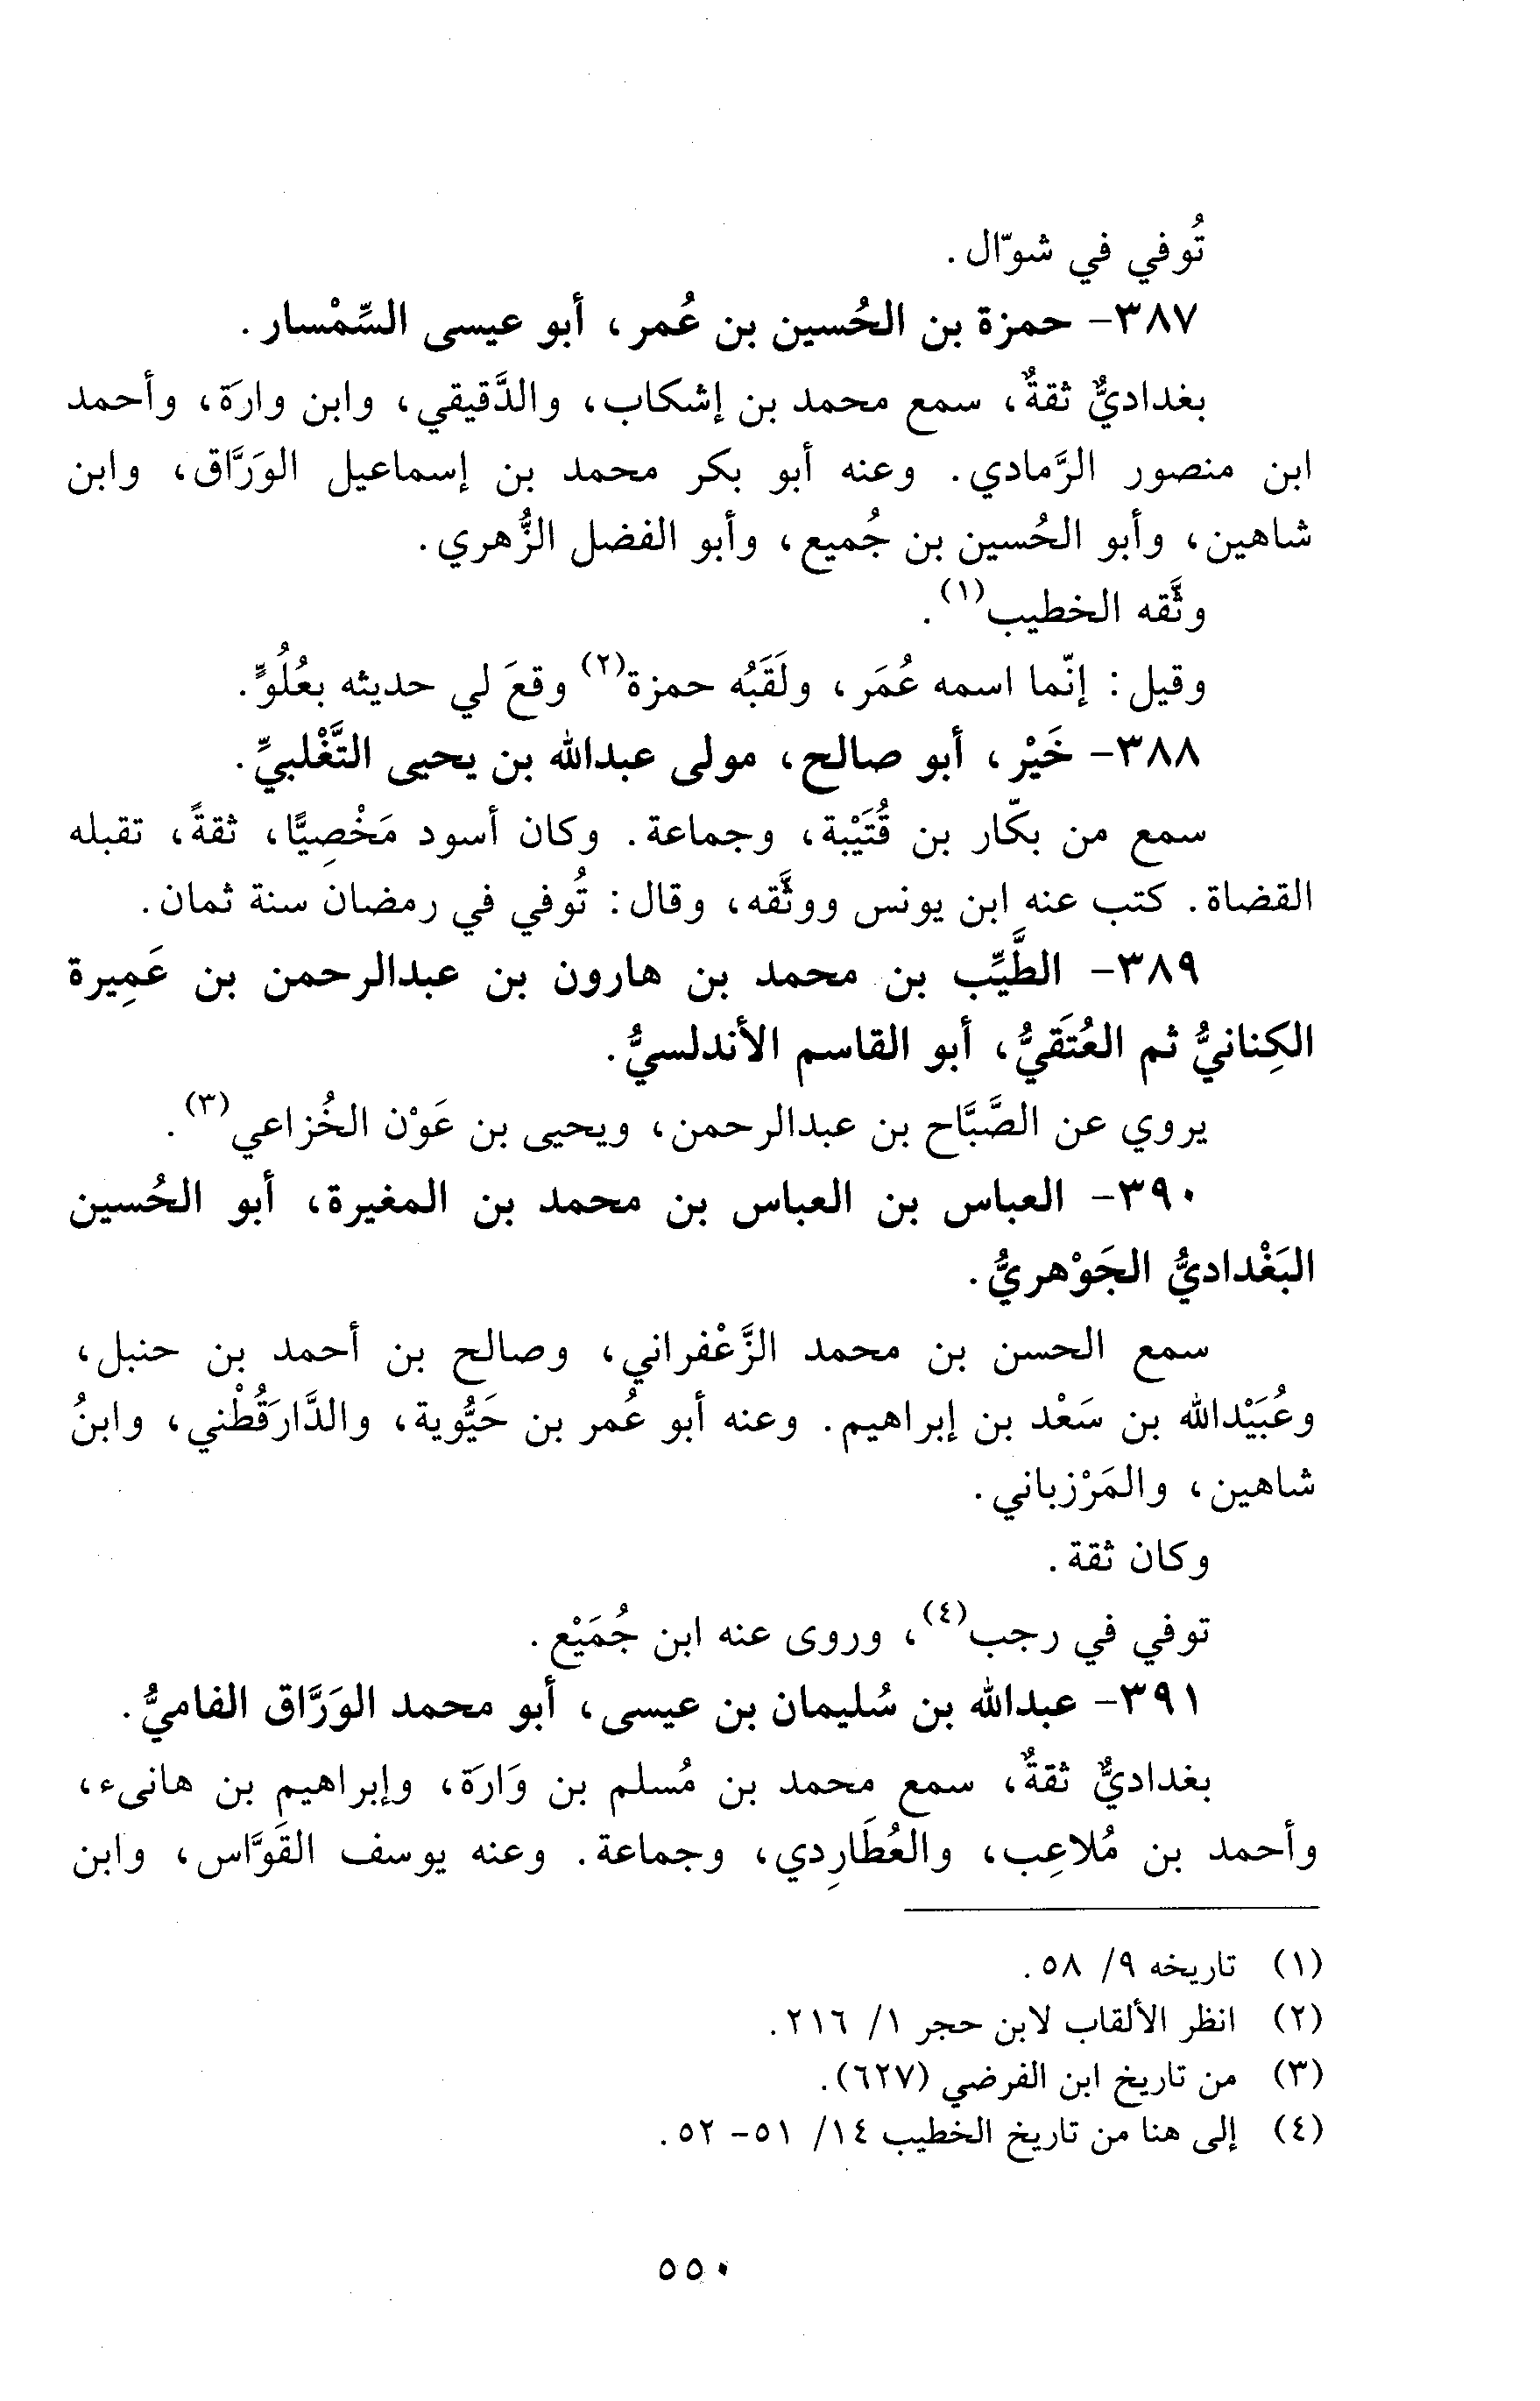 تُوفي في شوّال.
٣٨٧- حمزة بن الحُسين بن عُمر، أبو عيسى السِّمْسار.
بغداديٌّ ثقةٌ، سمع محمد بن إشكاب، والدَّقيقي، وابن وارَة، وأحمد
ابن منصور الرَّمادي. وعنه أبو بكر محمد بن إسماعيل الوَرَّاق، وابن
شاهين، وأبو الحُسين بن جُميع، وأبو الفضل الزُّهري.
وثَّقه الخطيب(١).
وقيل: إنّما اسمه عُمَر، ولَقَبُه حمزة(٢) وقعَ لي حديثه بعُلُوٍّ.
٣٨٨- خَيْر، أبو صالح، مولى عبدالله بن يحيى التَّغْلبيِّ.
سمع من بكّار بن قُتَيْبة، وجماعة. وكان أسود مَخْصِيًّا، ثقةً، تقبله
القضاة. كتب عنه ابن يونس ووثَّقه، وقال: تُوفي في رمضان سنة ثمان.
٣٨٩- الطَّيِّب بن محمد بن هارون بن عبدالرحمن بن عَمِيرة
الكِنانيُّ ثم العُتَقيُّ، أبو القاسم الأندلسيُّ.
يروي عن الصَّبَّاح بن عبدالرحمن، ويحيى بن عَوْن الخُزاعي(٣).
٣٩٠- العباس بن العباس بن محمد بن المغيرة، أبو الحُسين
البَغْداديُّ الجَوْهريُّ.
سمع الحسن بن محمد الزَّعْفراني، وصالح بن أحمد بن حنبل،
وعُبَيْدالله بن سَعْد بن إبراهيم. وعنه أبو عُمر بن حَيُّوية، والدَّارَقُطْني، وابنُ
شاهين، والمَرْزباني.
وكان ثقة.
توفي في رجب(٤)، وروى عنه ابن جُمَيْع.
٣٩١- عبدالله بن سُليمان بن عيسى، أبو محمد الوَرَّاق الفاميُّ.
بغداديٌّ ثقةٌ، سمع محمد بن مُسلم بن وَارَة، وإبراهيم بن هانىء،
وأحمد بن مُلاعِب، والعُطَارِدي، وجماعة. وعنه يوسف القَوَّاس، وابن
(١) تاريخه ٩/ ٥٨.
(٢) انظر الألقاب لابن حجر ١/ ٢١٦.
(٣) من تاريخ ابن الفرضي (٦٢٧).
(٤) إلى هنا من تاريخ الخطيب ١٤/ ٥١- ٥٢.
٥٥٠